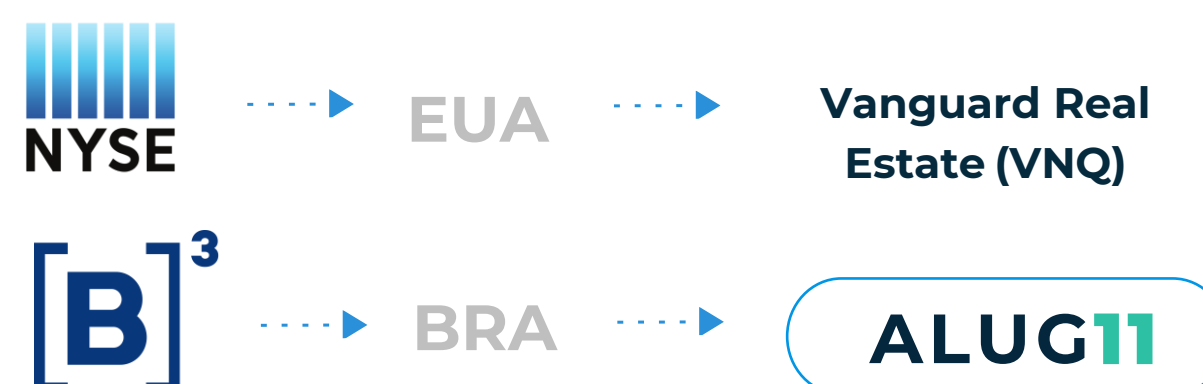 NYSE
EUA
Vanguard Real
Estate (VNQ)
[B]³
BRA
ALUG11